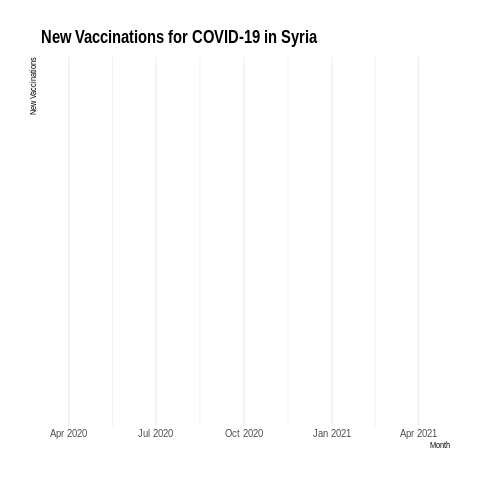 New Vaccinations for COVID-19 in Syria
New Vaccinations
Apr 2020 Jul 2020 Oct 2020 Jan 2021 Apr 2021
Month